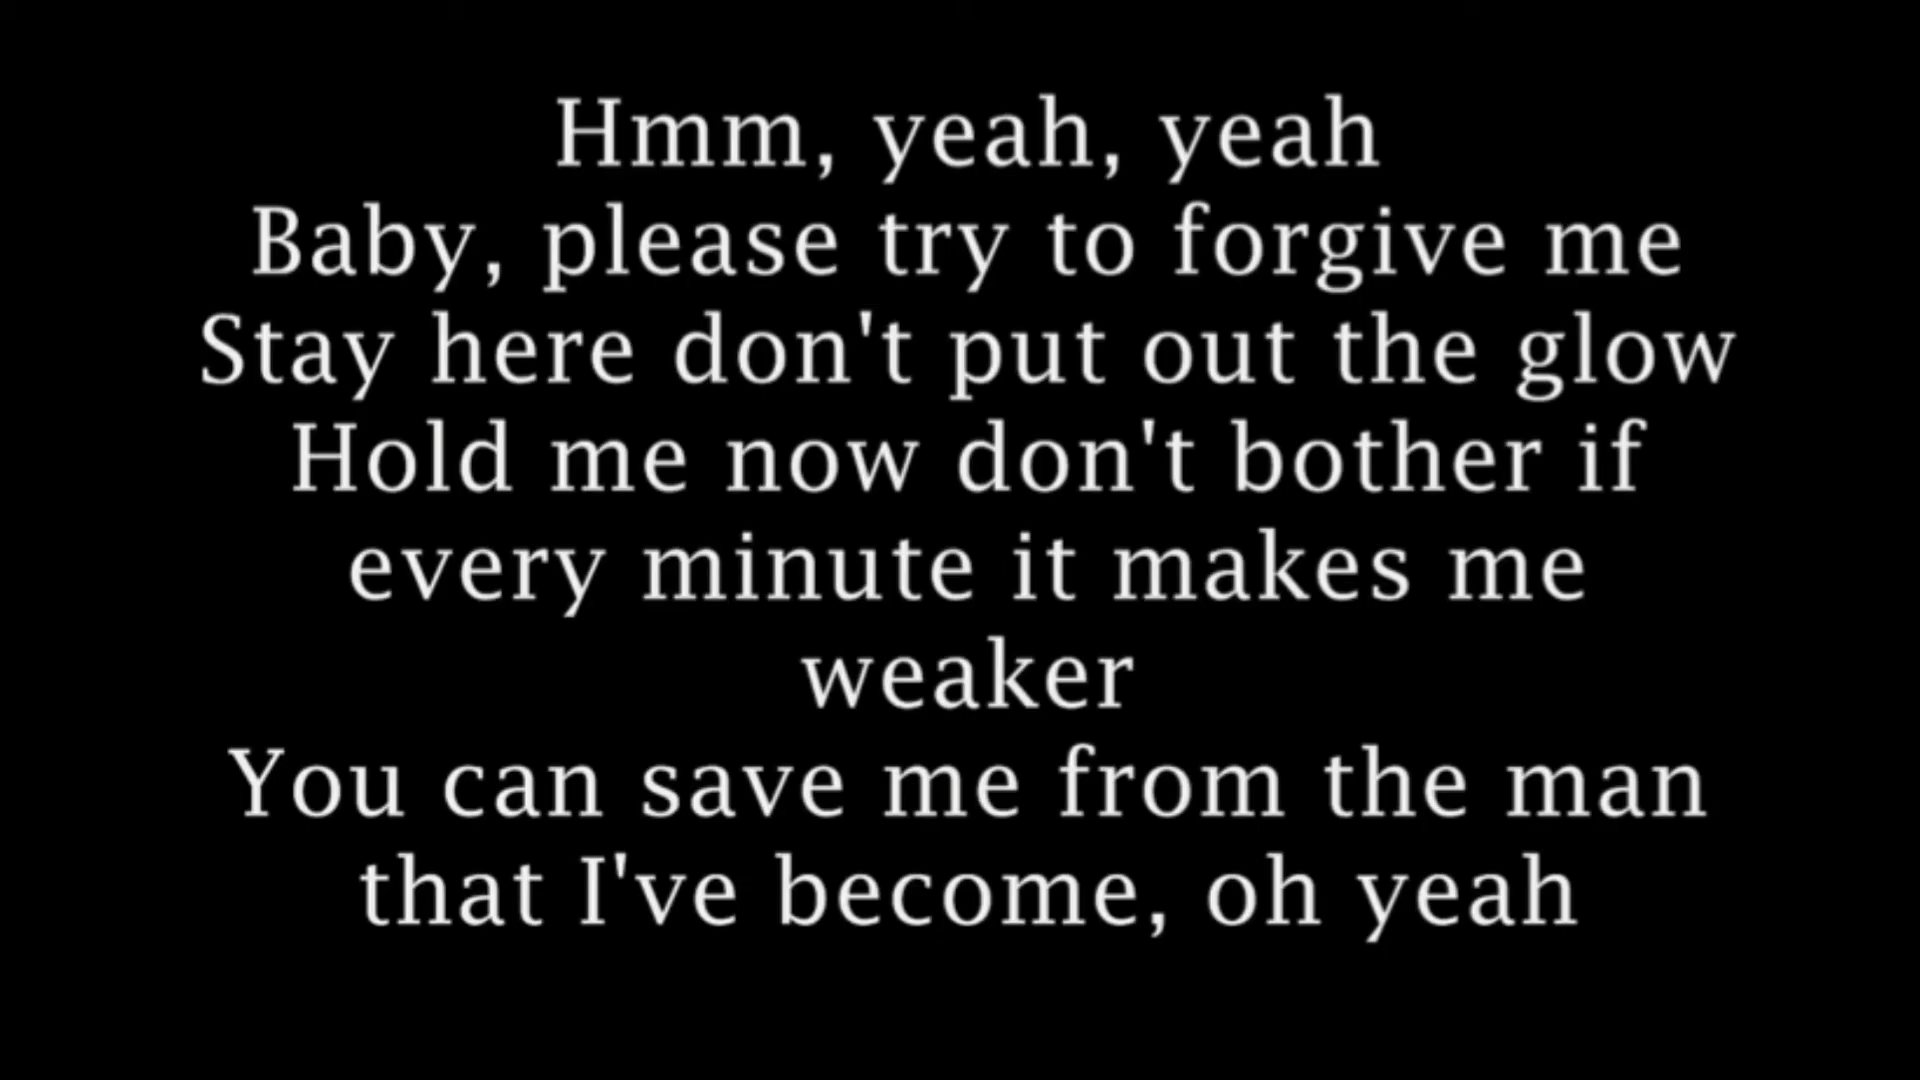 Hmm, yeah, yeah
Baby, please try to forgive me
Stay here don't put out the glow
Hold me now don't bother if
every minute it makes me
weaker
You can save me from the man
that I've become, oh yeah